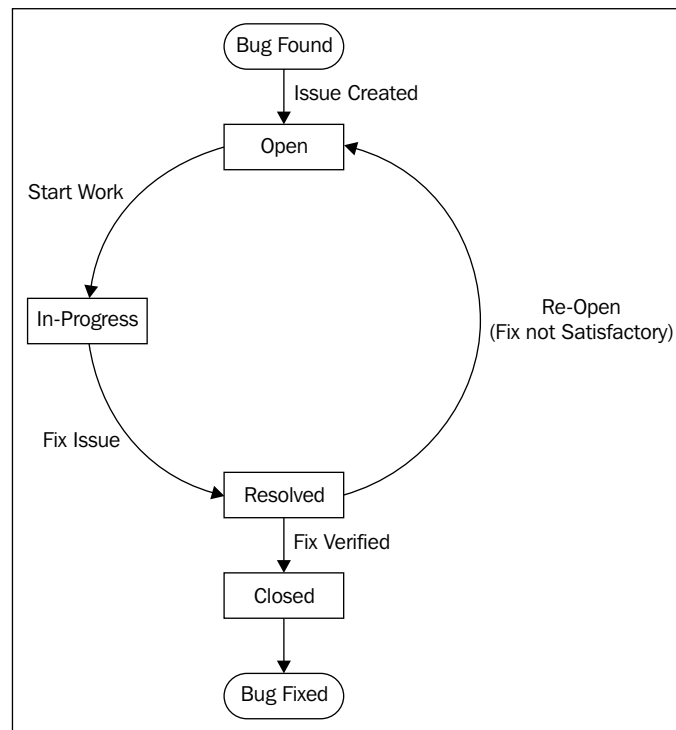 Bug Found
Issue Created
Open
Start Work
In-Progress
Re-Open
(Fix not Satisfactory)
Fix Issue
Resolved
Fix Verified
Closed
Bug Fixed